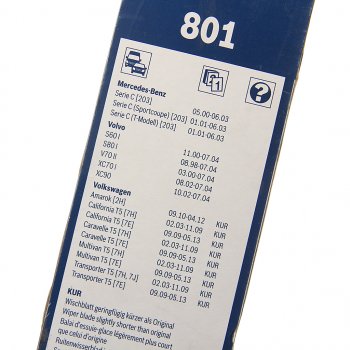 801
1
?
Mercedes-Benz
Serie C [203] 05.00-06.03
Serie C (Sportcoupe) [203] 01.01-06.03
Serie C (T-Modell) [203] 01.01-06.03
Volvo
S60 I 11.00-07.04
S80 I 08.98-07.04
V70 II 03.00-07.04
XC70 I 08.02-07.04
XC90 10.02-07.04
Volkswagen
Amarok [2H] 09.10-04.12 KUR
California T5 [7H] 02.03-11.09 KUR
California T5 [7E] 09.09-05.13 KUR
Caravelle T5 [7H] 02.03-11.09 KUR
Caravelle T5 [7E] 09.09-05.13 KUR
Multivan T5 [7H] 02.03-11.09 KUR
Multivan T5 [7E] 09.09-05.13 KUR
Transporter T5 [7H, 7J] 02.03-11.09 KUR
Transporter T5 [7E] 09.09-05.13 KUR
KUR
Wischblatt geringfügig kürzer als Original
Wiper blade slightly shorter than original
Balai d'essuie glace légèrement plus court
que celui d'origine